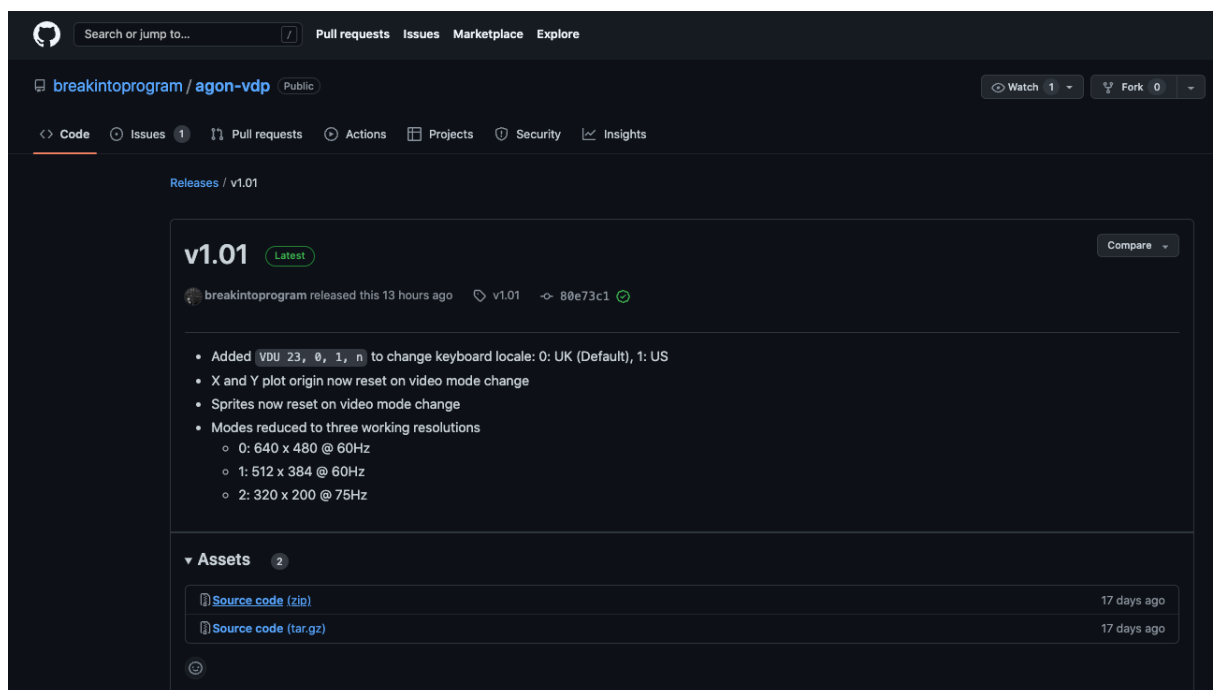 Search or jump to... / Pull requests Issues Marketplace Explore
breakintoprogram / agon-vdp Public Watch 1 Fork 0
<> Code Issues 1 Pull requests Actions Projects Security Insights
Releases / v1.01
v1.01 Latest Compare
breakintoprogram released this 13 hours ago v1.01 80e73c1
• Added VDU 23, 0, 1, n to change keyboard locale: 0: UK (Default), 1: US
• X and Y plot origin now reset on video mode change
• Sprites now reset on video mode change
• Modes reduced to three working resolutions
◦ 0: 640 x 480 @ 60Hz
◦ 1: 512 x 384 @ 60Hz
◦ 2: 320 x 200 @ 75Hz
Assets 2
Source code (zip) 17 days ago
Source code (tar.gz) 17 days ago